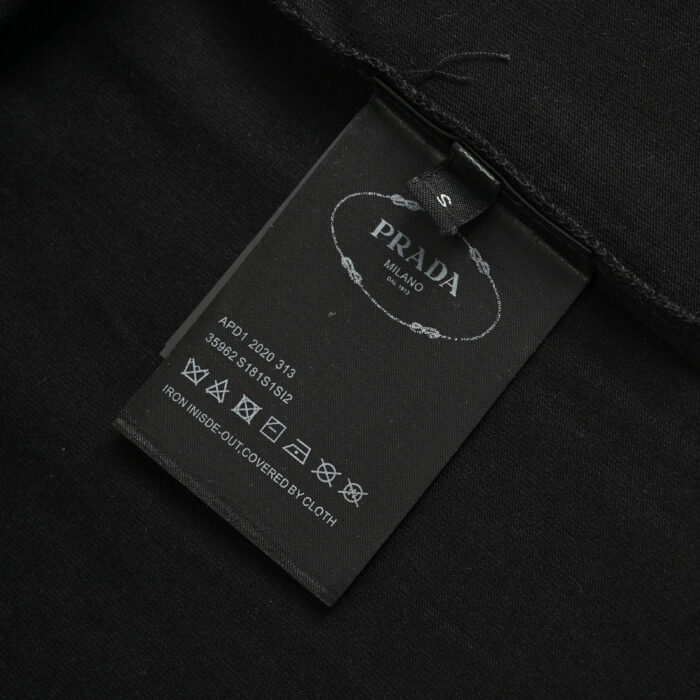 S
PRADA
MILANO
DAL 1913
APD1 2020 313
35962 S181S1SI2
IRON INISDE-OUT,COVERED BY CLOTH